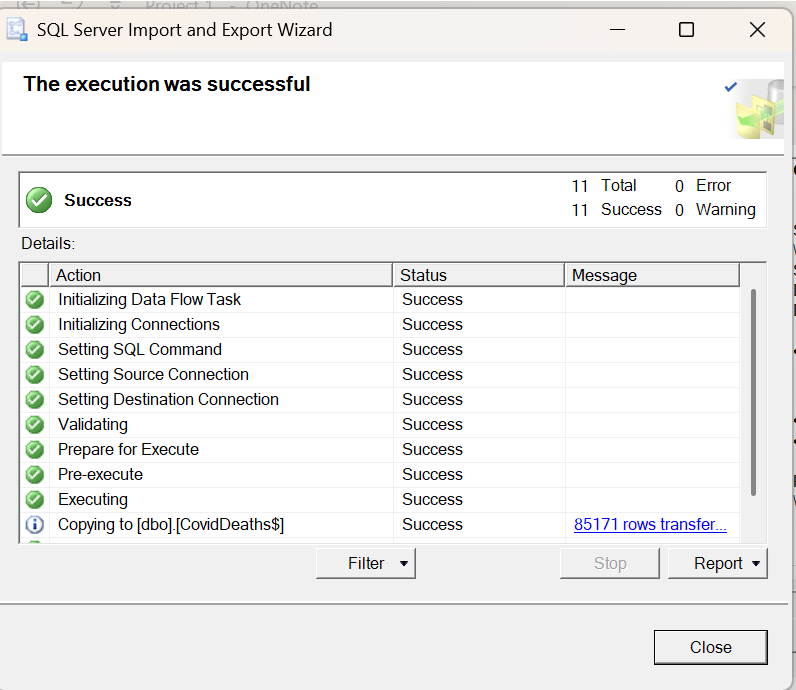 Project 1 - OneNote
SQL Server Import and Export Wizard
The execution was successful
Success
11 Total 0 Error
11 Success 0 Warning
Details:
Action Status Message
Initializing Data Flow Task Success
Initializing Connections Success
Setting SQL Command Success
Setting Source Connection Success
Setting Destination Connection Success
Validating Success
Prepare for Execute Success
Pre-execute Success
Executing Success
Copying to [dbo].[CovidDeaths$] Success 85171 rows transfer...
Filter Stop Report
Close